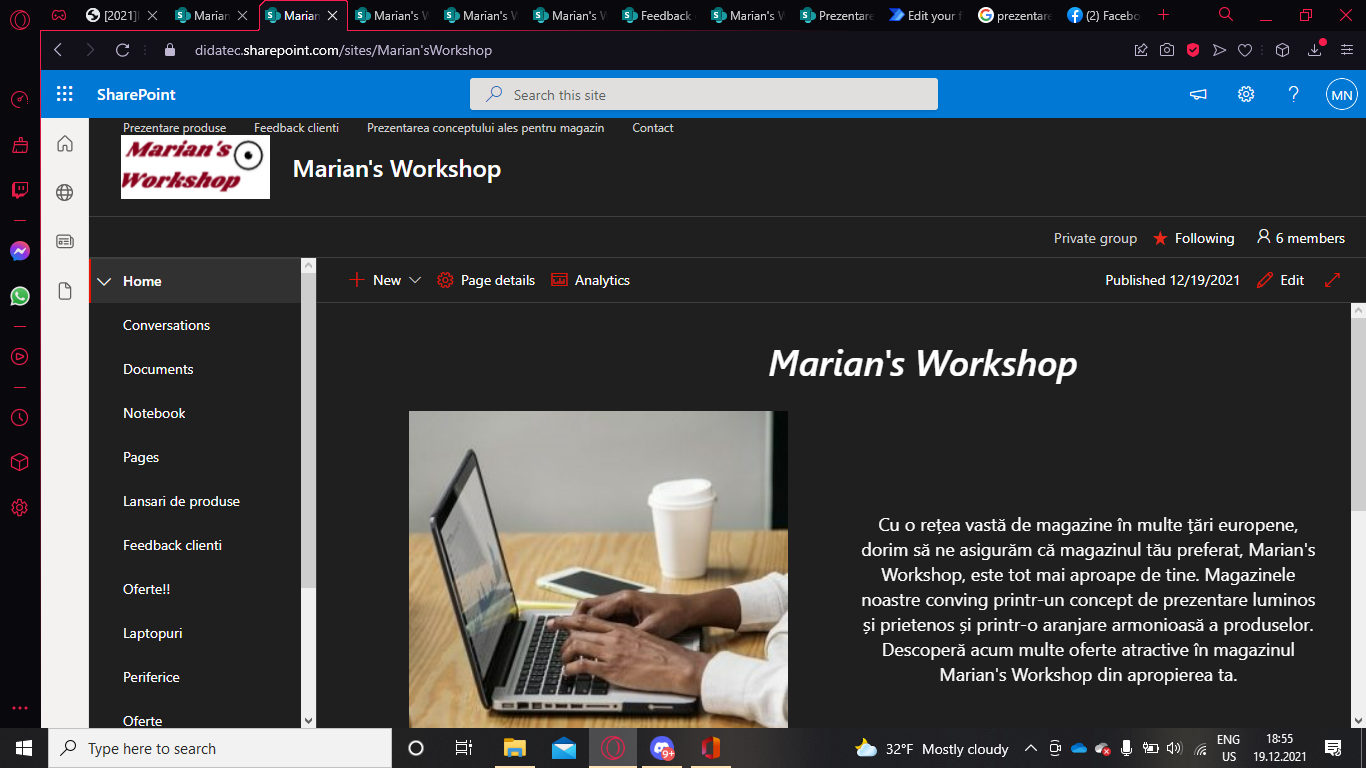 [2021]
Marian
Marian
Marian's W
Marian's W
Marian's W
Feedback
Marian's W
Prezentare
Edit your f
prezentare
(2) Facebo
didatec.sharepoint.com/sites/Marian'sWorkshop
SharePoint
Search this site
MN
Prezentare produse
Feedback clienti
Prezentarea conceptului ales pentru magazin
Contact
Marian's
Workshop
Marian's Workshop
Private group
Following
6 members
Home
Conversations
Documents
Notebook
Pages
Lansari de produse
Feedback clienti
Oferte!!
Laptopuri
Periferice
Oferte
New
Page details
Analytics
Published 12/19/2021
Edit
Marian's Workshop
Cu o rețea vastă de magazine în multe țări europene,
dorim să ne asigurăm că magazinul tău preferat, Marian's
Workshop, este tot mai aproape de tine. Magazinele
noastre conving printr-un concept de prezentare luminos
și prietenos și printr-o aranjare armonioasă a produselor.
Descoperă acum multe oferte atractive în magazinul
Marian's Workshop din apropierea ta.
Type here to search
9+
32°F Mostly cloudy
ENG
US
18:55
19.12.2021